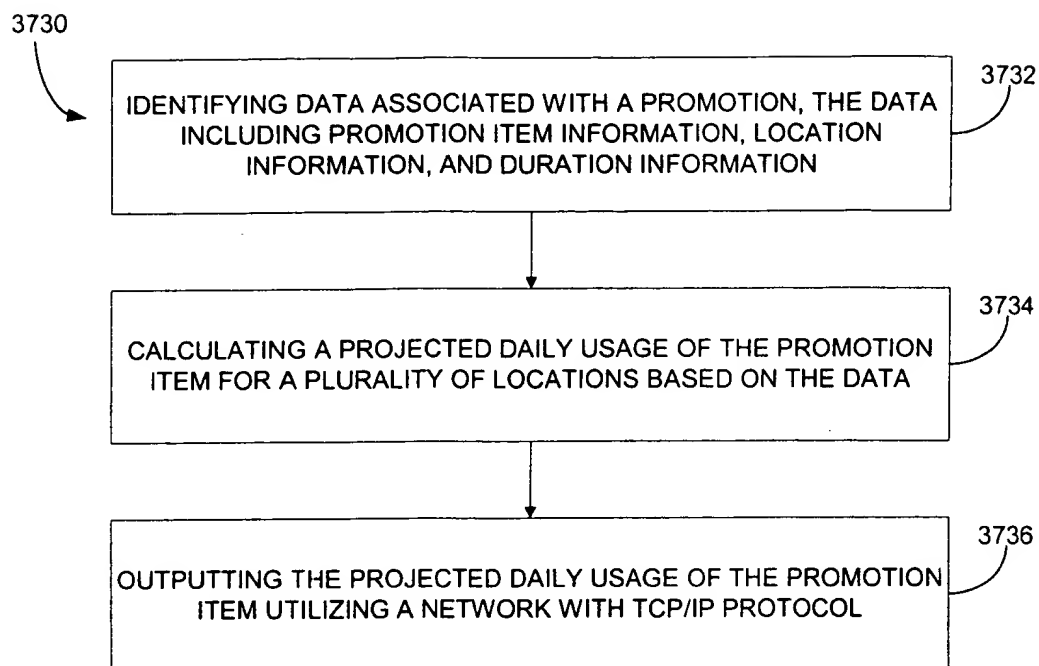 3730
3732
IDENTIFYING DATA ASSOCIATED WITH A PROMOTION, THE DATA
INCLUDING PROMOTION ITEM INFORMATION, LOCATION
INFORMATION, AND DURATION INFORMATION
3734
CALCULATING A PROJECTED DAILY USAGE OF THE PROMOTION
ITEM FOR A PLURALITY OF LOCATIONS BASED ON THE DATA
3736
OUTPUTTING THE PROJECTED DAILY USAGE OF THE PROMOTION
ITEM UTILIZING A NETWORK WITH TCP/IP PROTOCOL